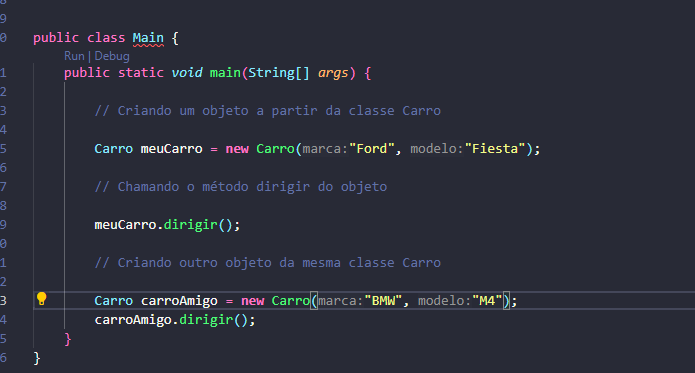 8
9
0 public class Main {
Run | Debug
1 public static void main(String[] args) {
2
3 // Criando um objeto a partir da classe Carro
4
5 Carro meuCarro = new Carro(marca:"Ford", modelo:"Fiesta");
6
7 // Chamando o método dirigir do objeto
8
9 meuCarro.dirigir();
0
1 // Criando outro objeto da mesma classe Carro
2
3 Carro carroAmigo = new Carro(marca:"BMW", modelo:"M4");
4 carroAmigo.dirigir();
5 }
6 }